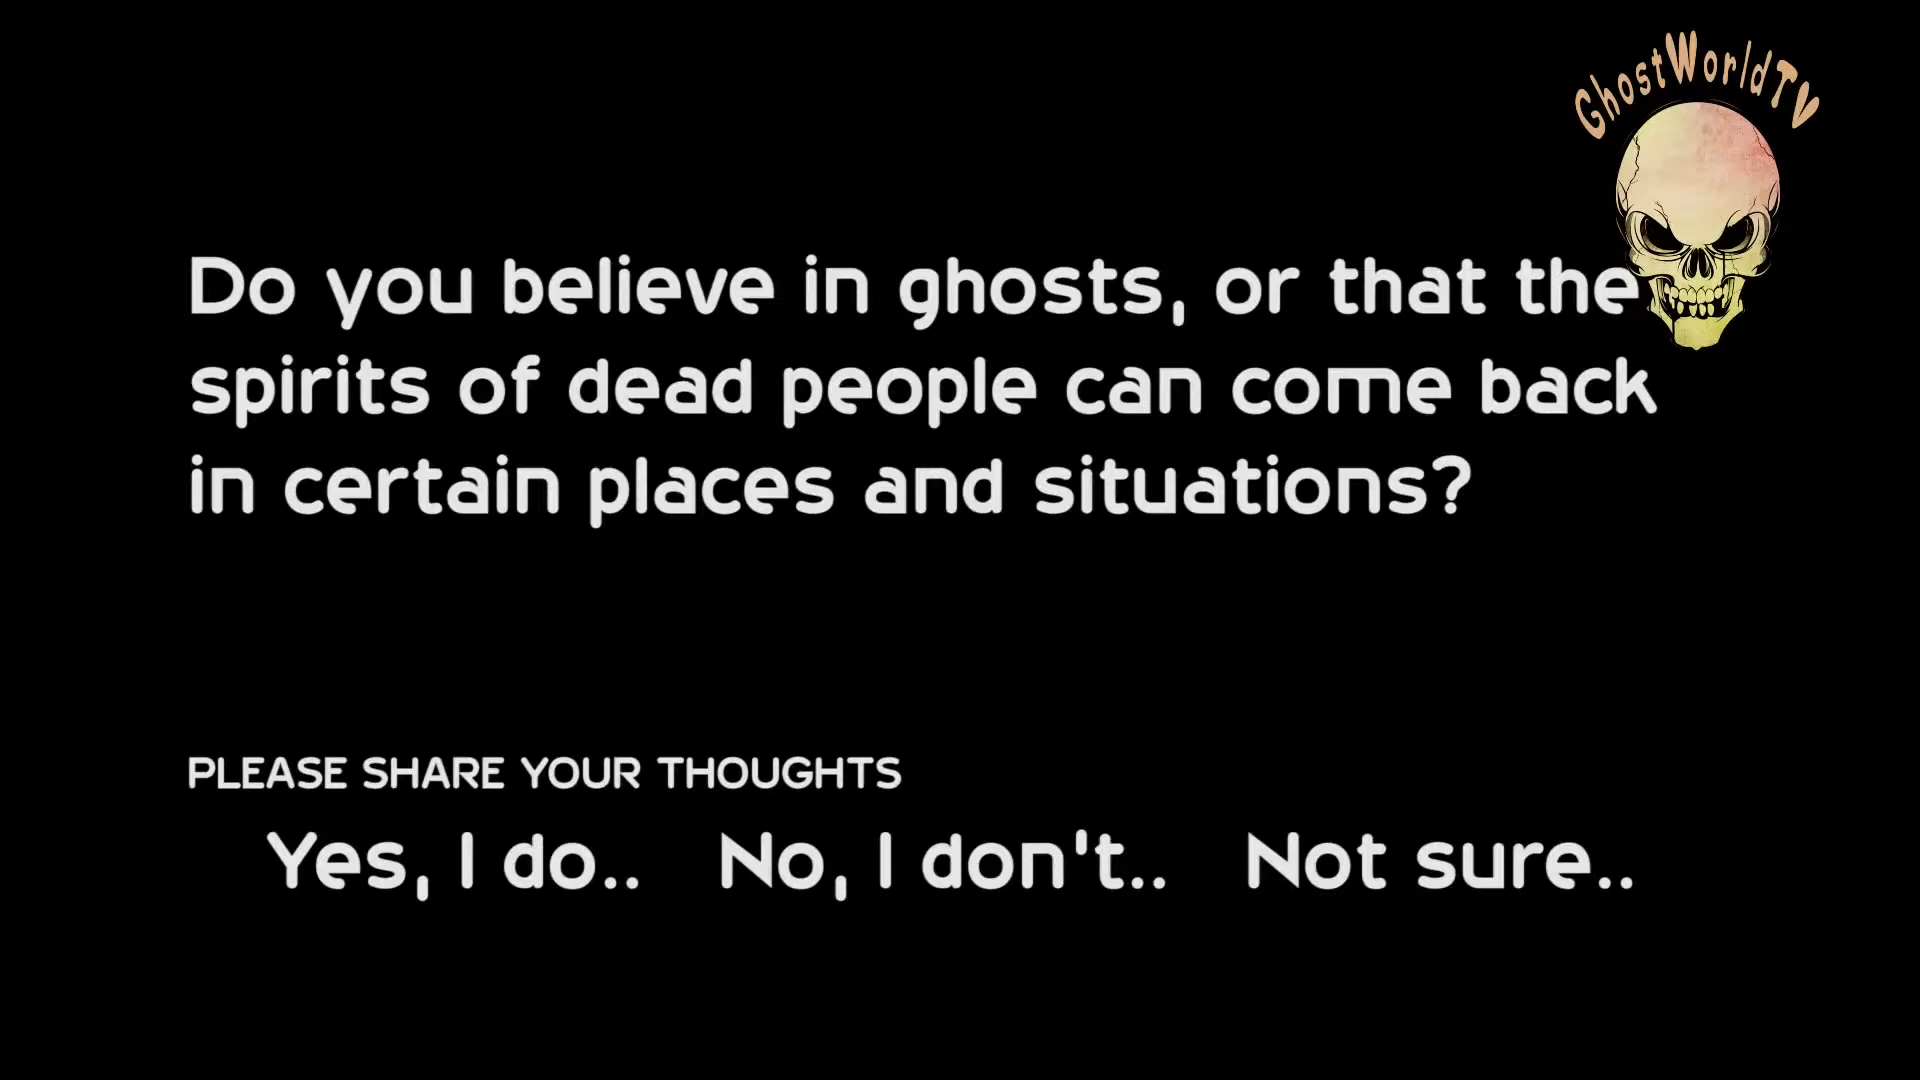 GhostWorldTV
Do you believe in ghosts, or that the
spirits of dead people can come back
in certain places and situations?
PLEASE SHARE YOUR THOUGHTS
Yes, I do.. No, I don't.. Not sure..